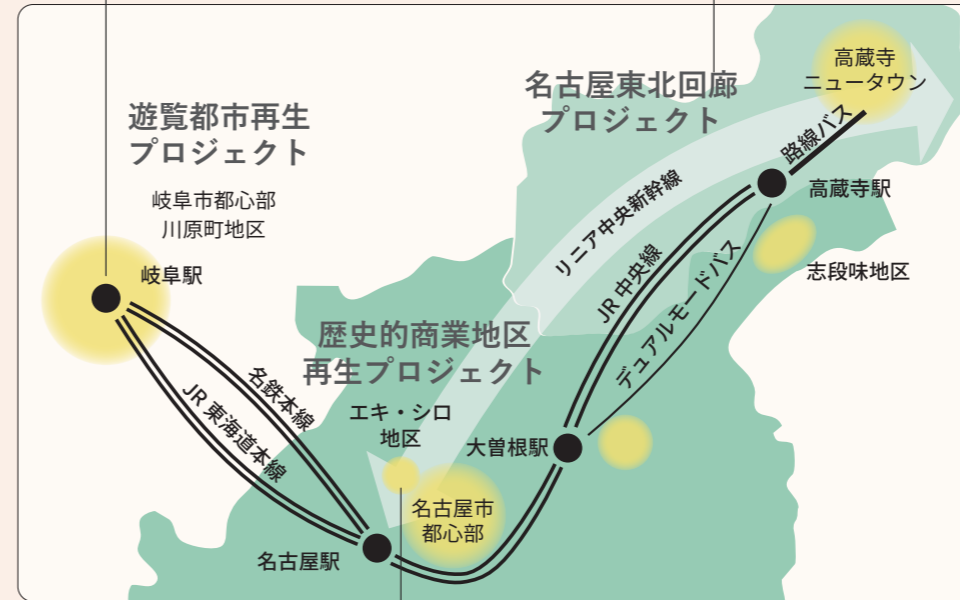 遊覧都市再生
プロジェクト
岐阜市都心部
川原町地区
岐阜駅
名古屋東北回廊
プロジェクト
高蔵寺
ニュータウン
路線バス
高蔵寺駅
志段味地区
リニア中央新幹線
JR 中央線
デュアルモードバス
歴史的商業地区
再生プロジェクト
エキ・シロ
地区
大曽根駅
名鉄本線
JR 東海道本線
名古屋市
都心部
名古屋駅